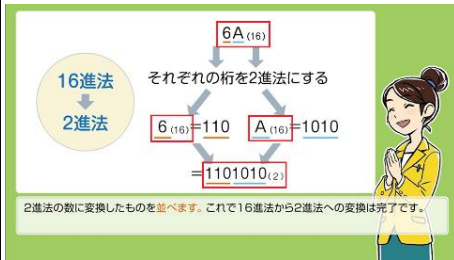 6A(16)
16進法
2進法
それぞれの桁を2進法にする
6(16)=110
A(16)=1010
=1101010(2)
2進法の数に変換したものを並べます。これで16進法から2進法への変換は完了です。